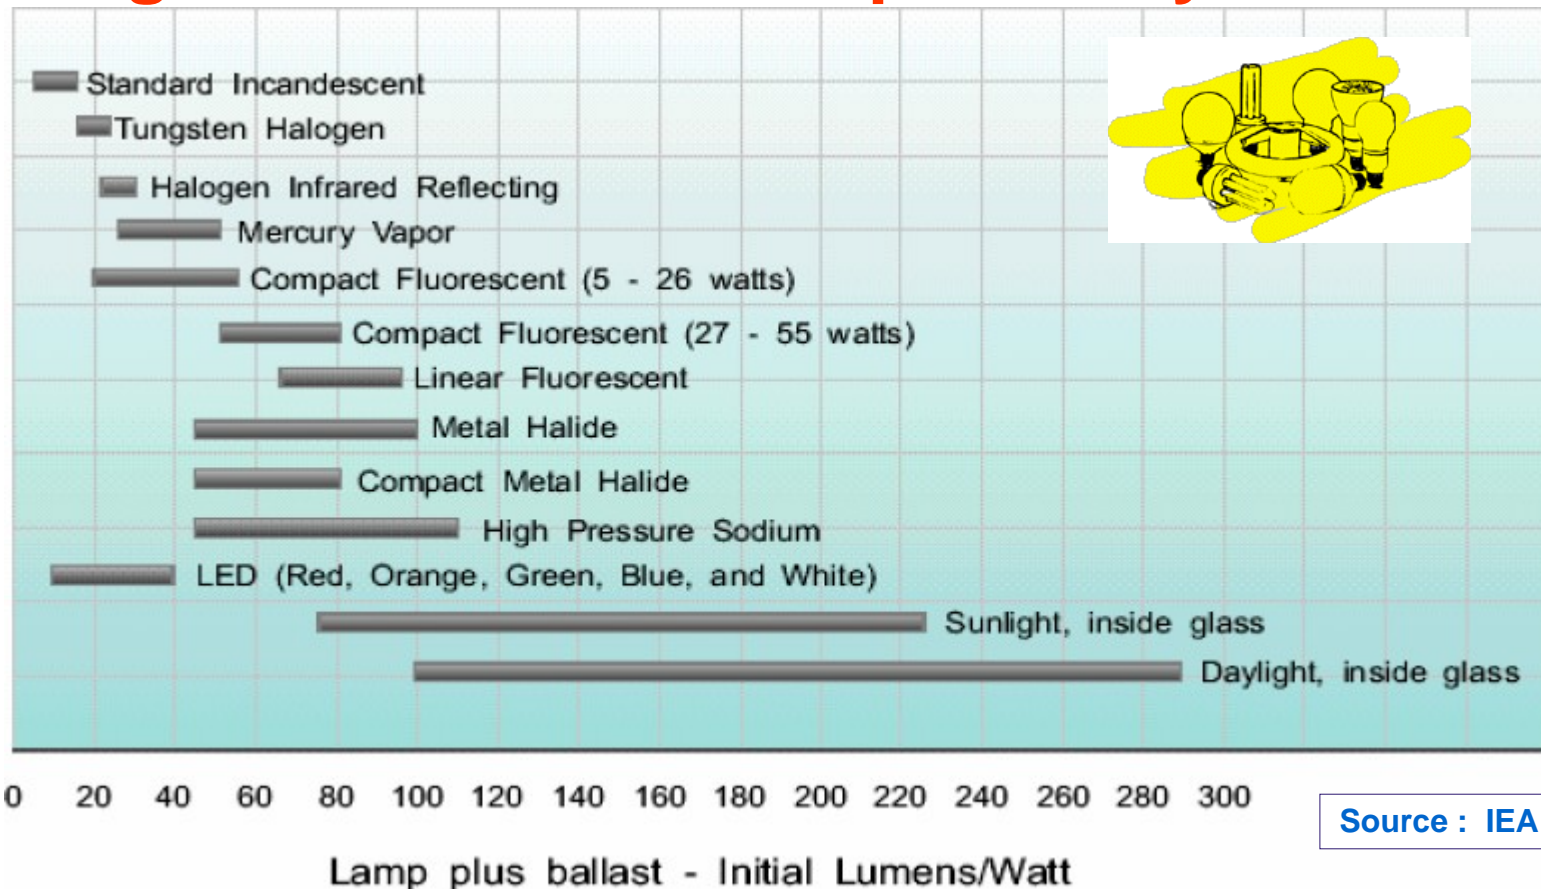 Standard Incandescent
Tungsten Halogen
Halogen Infrared Reflecting
Mercury Vapor
Compact Fluorescent (5 - 26 watts)
Compact Fluorescent (27 - 55 watts)
Linear Fluorescent
Metal Halide
Compact Metal Halide
High Pressure Sodium
LED (Red, Orange, Green, Blue, and White)
Sunlight, inside glass
Daylight, inside glass
0 20 40 60 80 100 120 140 160 180 200 220 240 260 280 300
Source : IEA
Lamp plus ballast - Initial Lumens/Watt